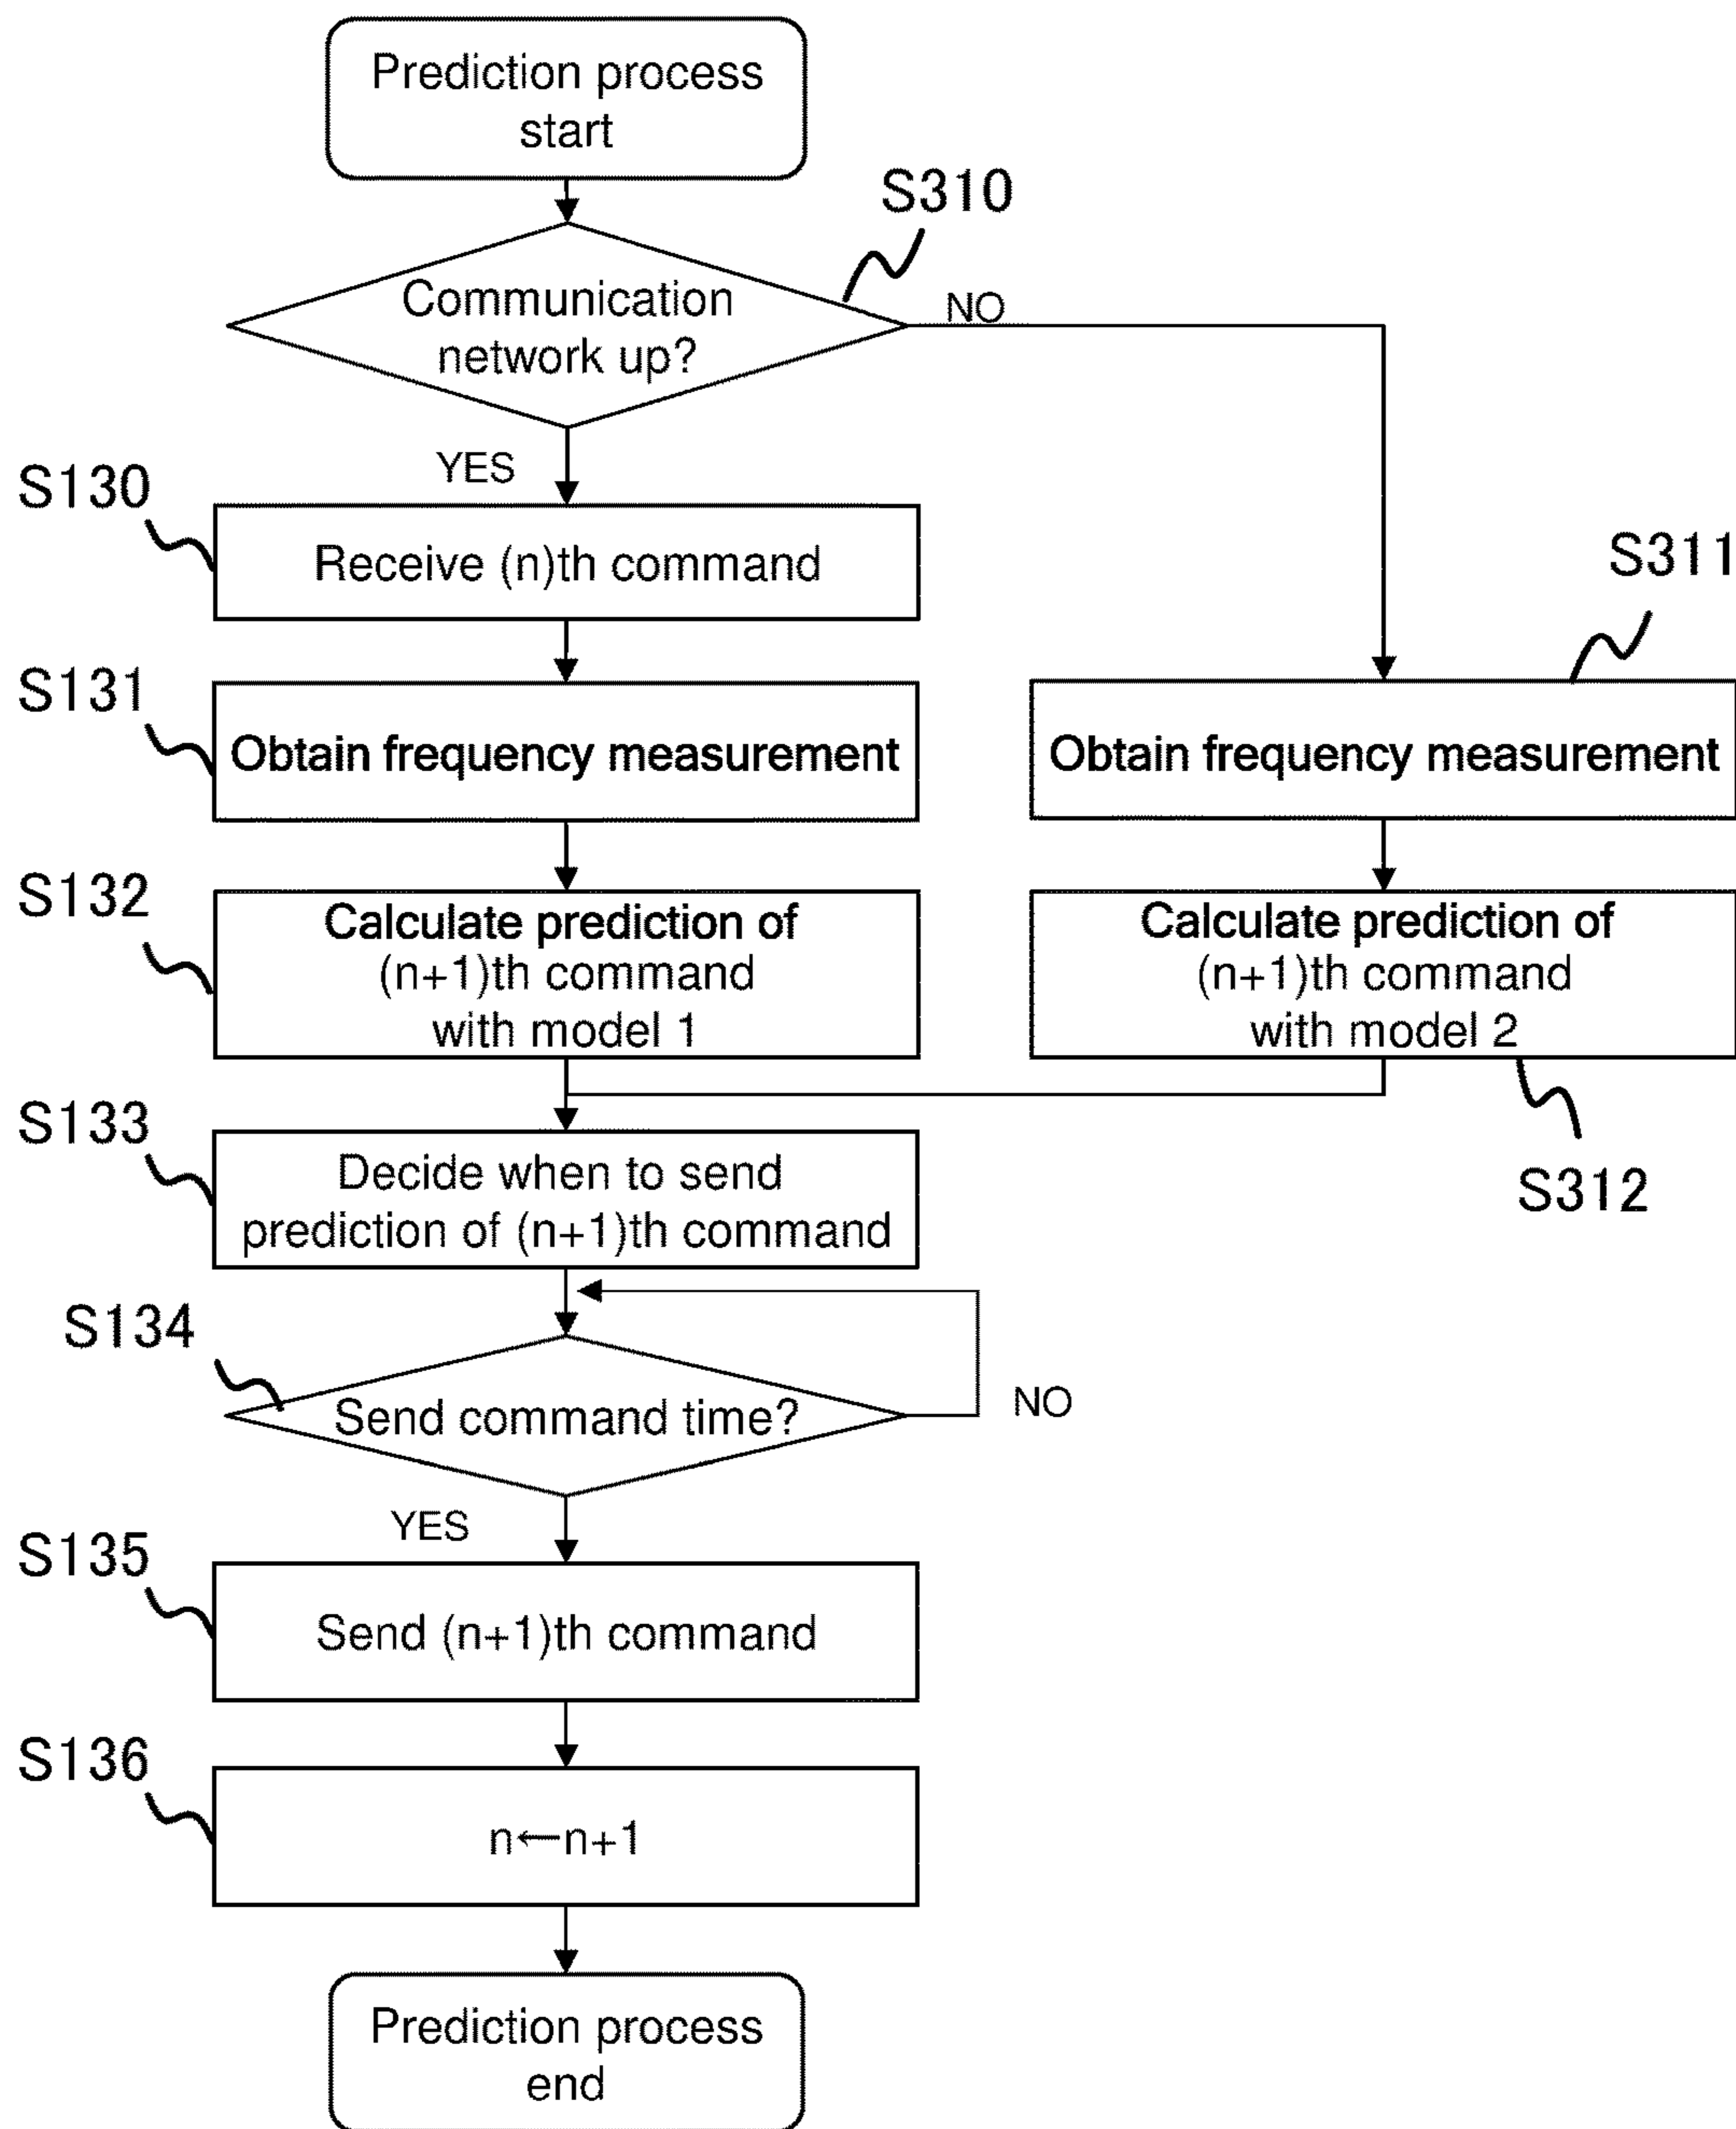 Prediction process
start
S310
Communication
network up?
NO
YES
S130
Receive (n)th command
S311
S131
Obtain frequency measurement
Obtain frequency measurement
S132
Calculate prediction of
(n+1)th command
with model 1
Calculate prediction of
(n+1)th command
with model 2
S133
Decide when to send
prediction of (n+1)th command
S312
S134
Send command time?
NO
YES
S135
Send (n+1)th command
S136
n←n+1
Prediction process
end